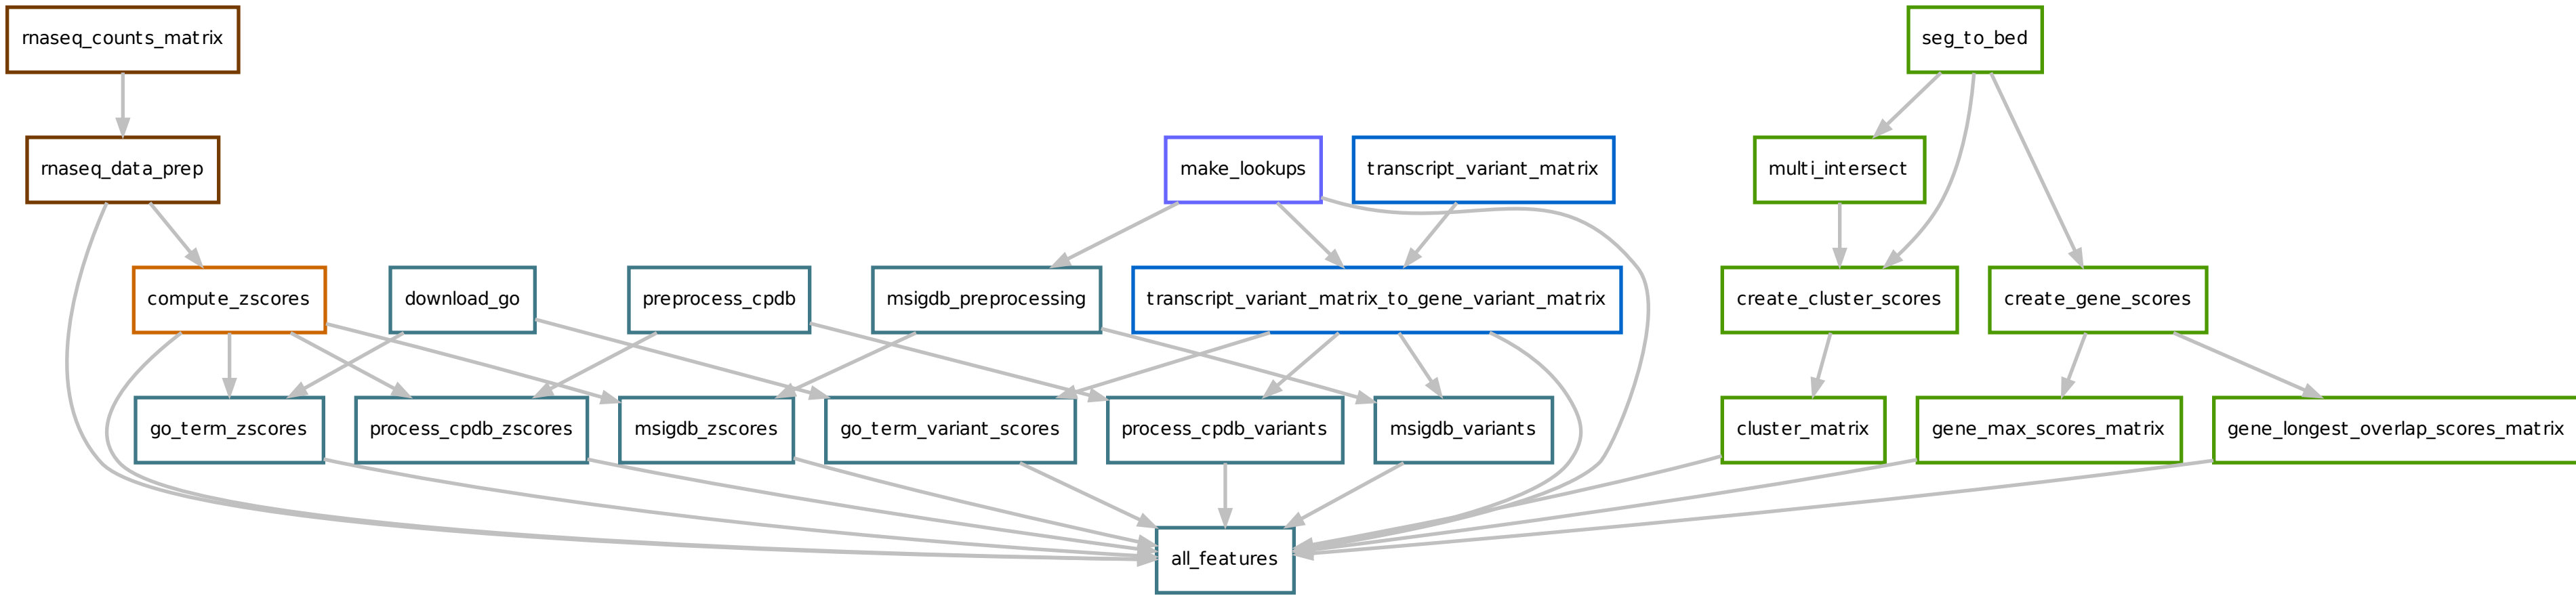 rnaseq_counts_matrix
seg_to_bed
rnaseq_data_prep
make_lookups
transcript_variant_matrix
multi_intersect
compute_zscores
download_go
preprocess_cpdb
msigdb_preprocessing
transcript_variant_matrix_to_gene_variant_matrix
create_cluster_scores
create_gene_scores
go_term_zscores
process_cpdb_zscores
msigdb_zscores
go_term_variant_scores
process_cpdb_variants
msigdb_variants
cluster_matrix
gene_max_scores_matrix
gene_longest_overlap_scores_matrix
all_features